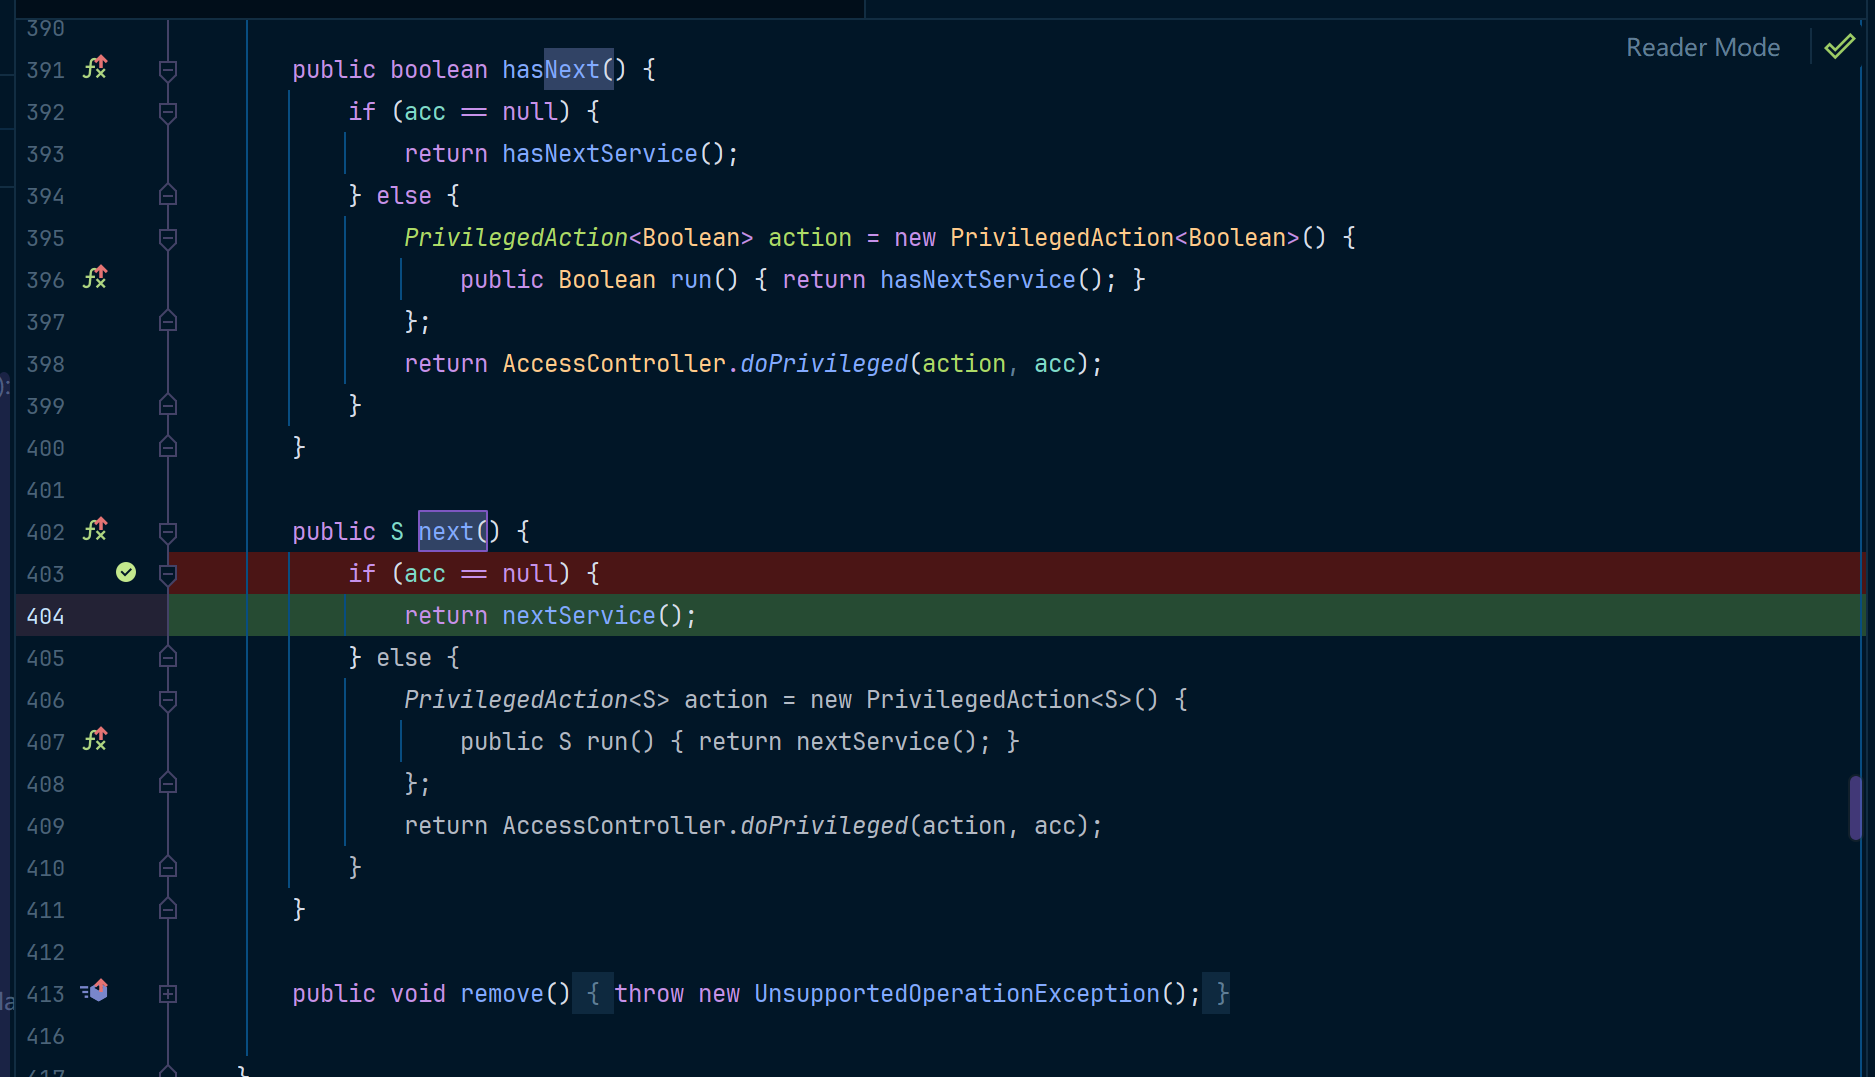 390
Reader Mode
391 public boolean hasNext() {
392 if (acc == null) {
393 return hasNextService();
394 } else {
395 PrivilegedAction<Boolean> action = new PrivilegedAction<Boolean>() {
396 public Boolean run() { return hasNextService(); }
397 };
398 return AccessController.doPrivileged(action, acc);
):
399 }
400 }
401
402 public S next() {
403 if (acc == null) {
404 return nextService();
405 } else {
406 PrivilegedAction<S> action = new PrivilegedAction<S>() {
407 public S run() { return nextService(); }
408 };
409 return AccessController.doPrivileged(action, acc);
410 }
411 }
412
413 public void remove() { throw new UnsupportedOperationException(); }
la
416
417 }